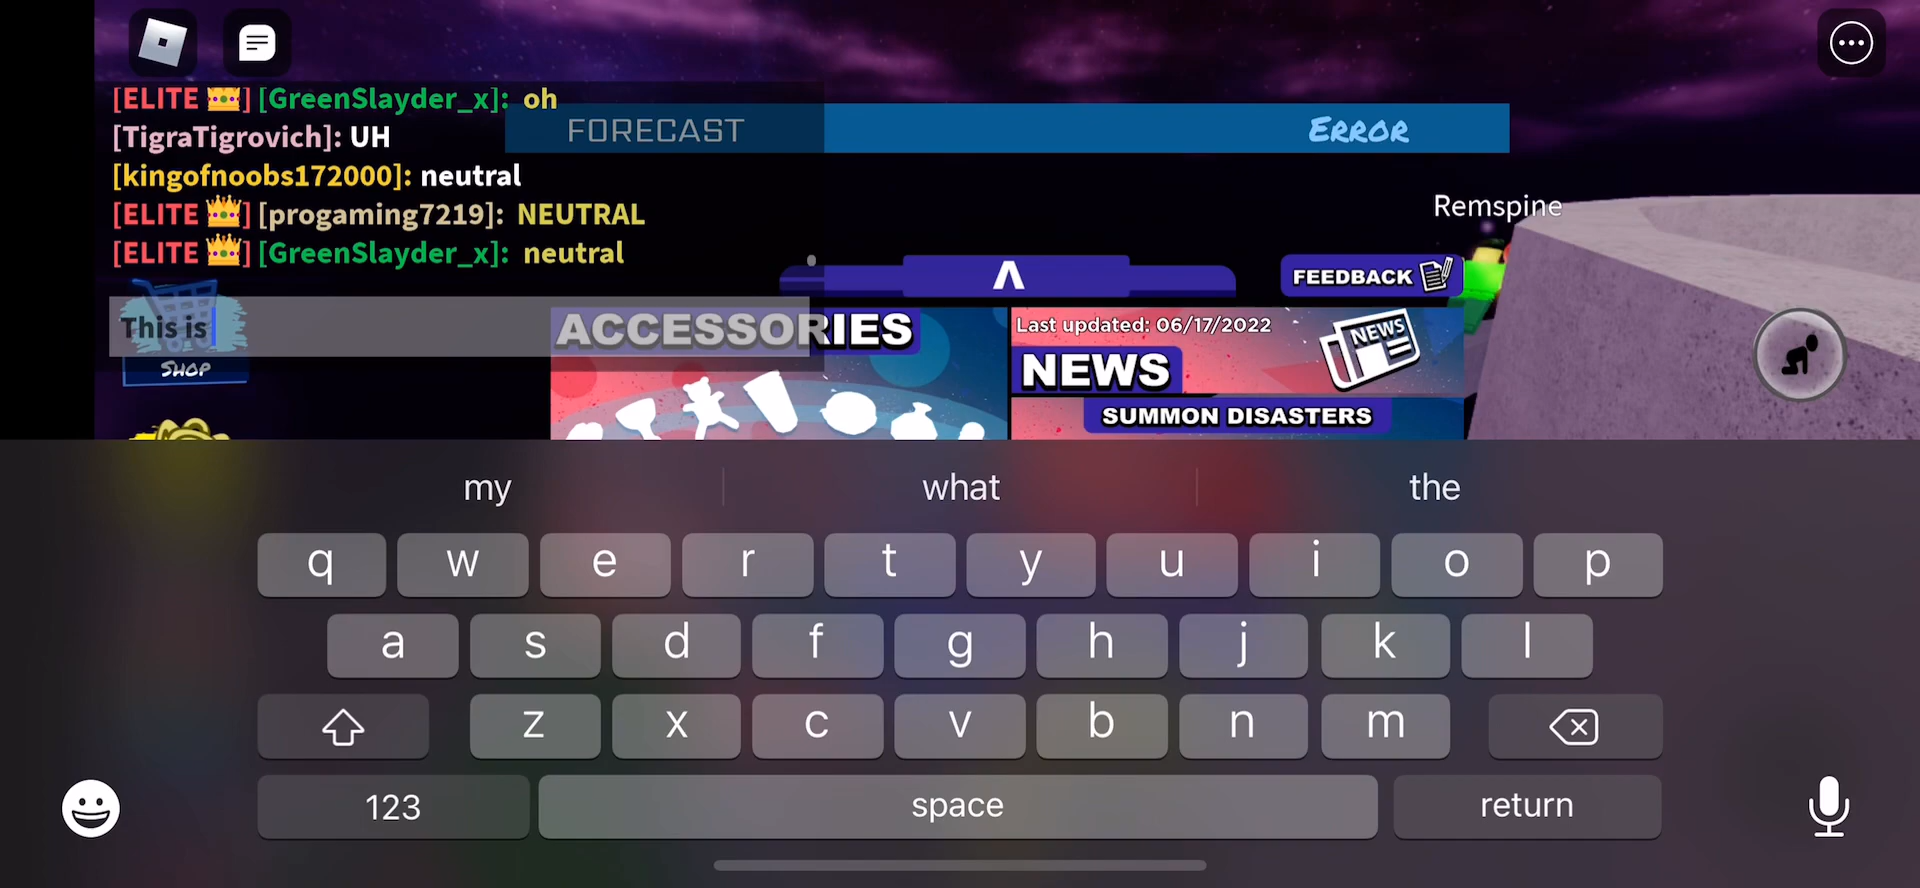 [ELITE 👑] [GreenSlayder_x]: oh
[TigraTigrovich]: UH
[kingofnoobs172000]: neutral
[ELITE 👑] [progaming7219]: NEUTRAL
[ELITE 👑] [GreenSlayder_x]: neutral
FORECAST
ERROR
Remspine
FEEDBACK
This is
SHOP
ACCESSORIES
Last updated: 06/17/2022
NEWS
NEWS
SUMMON DISASTERS
my what the
q w e r t y u i o p
a s d f g h j k l
z x c v b n m
123 space return